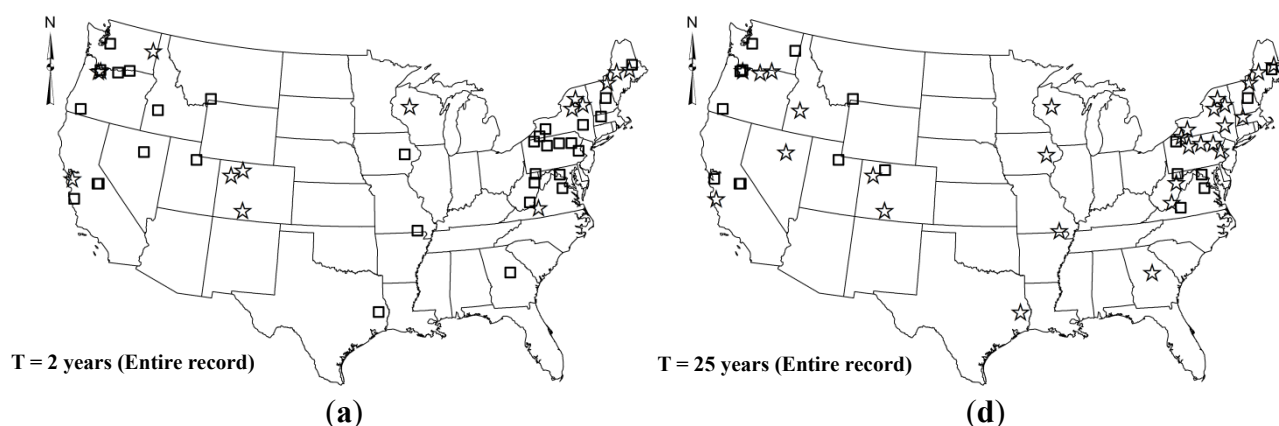 N
N
T = 2 years (Entire record)
T = 25 years (Entire record)
(a)
(d)